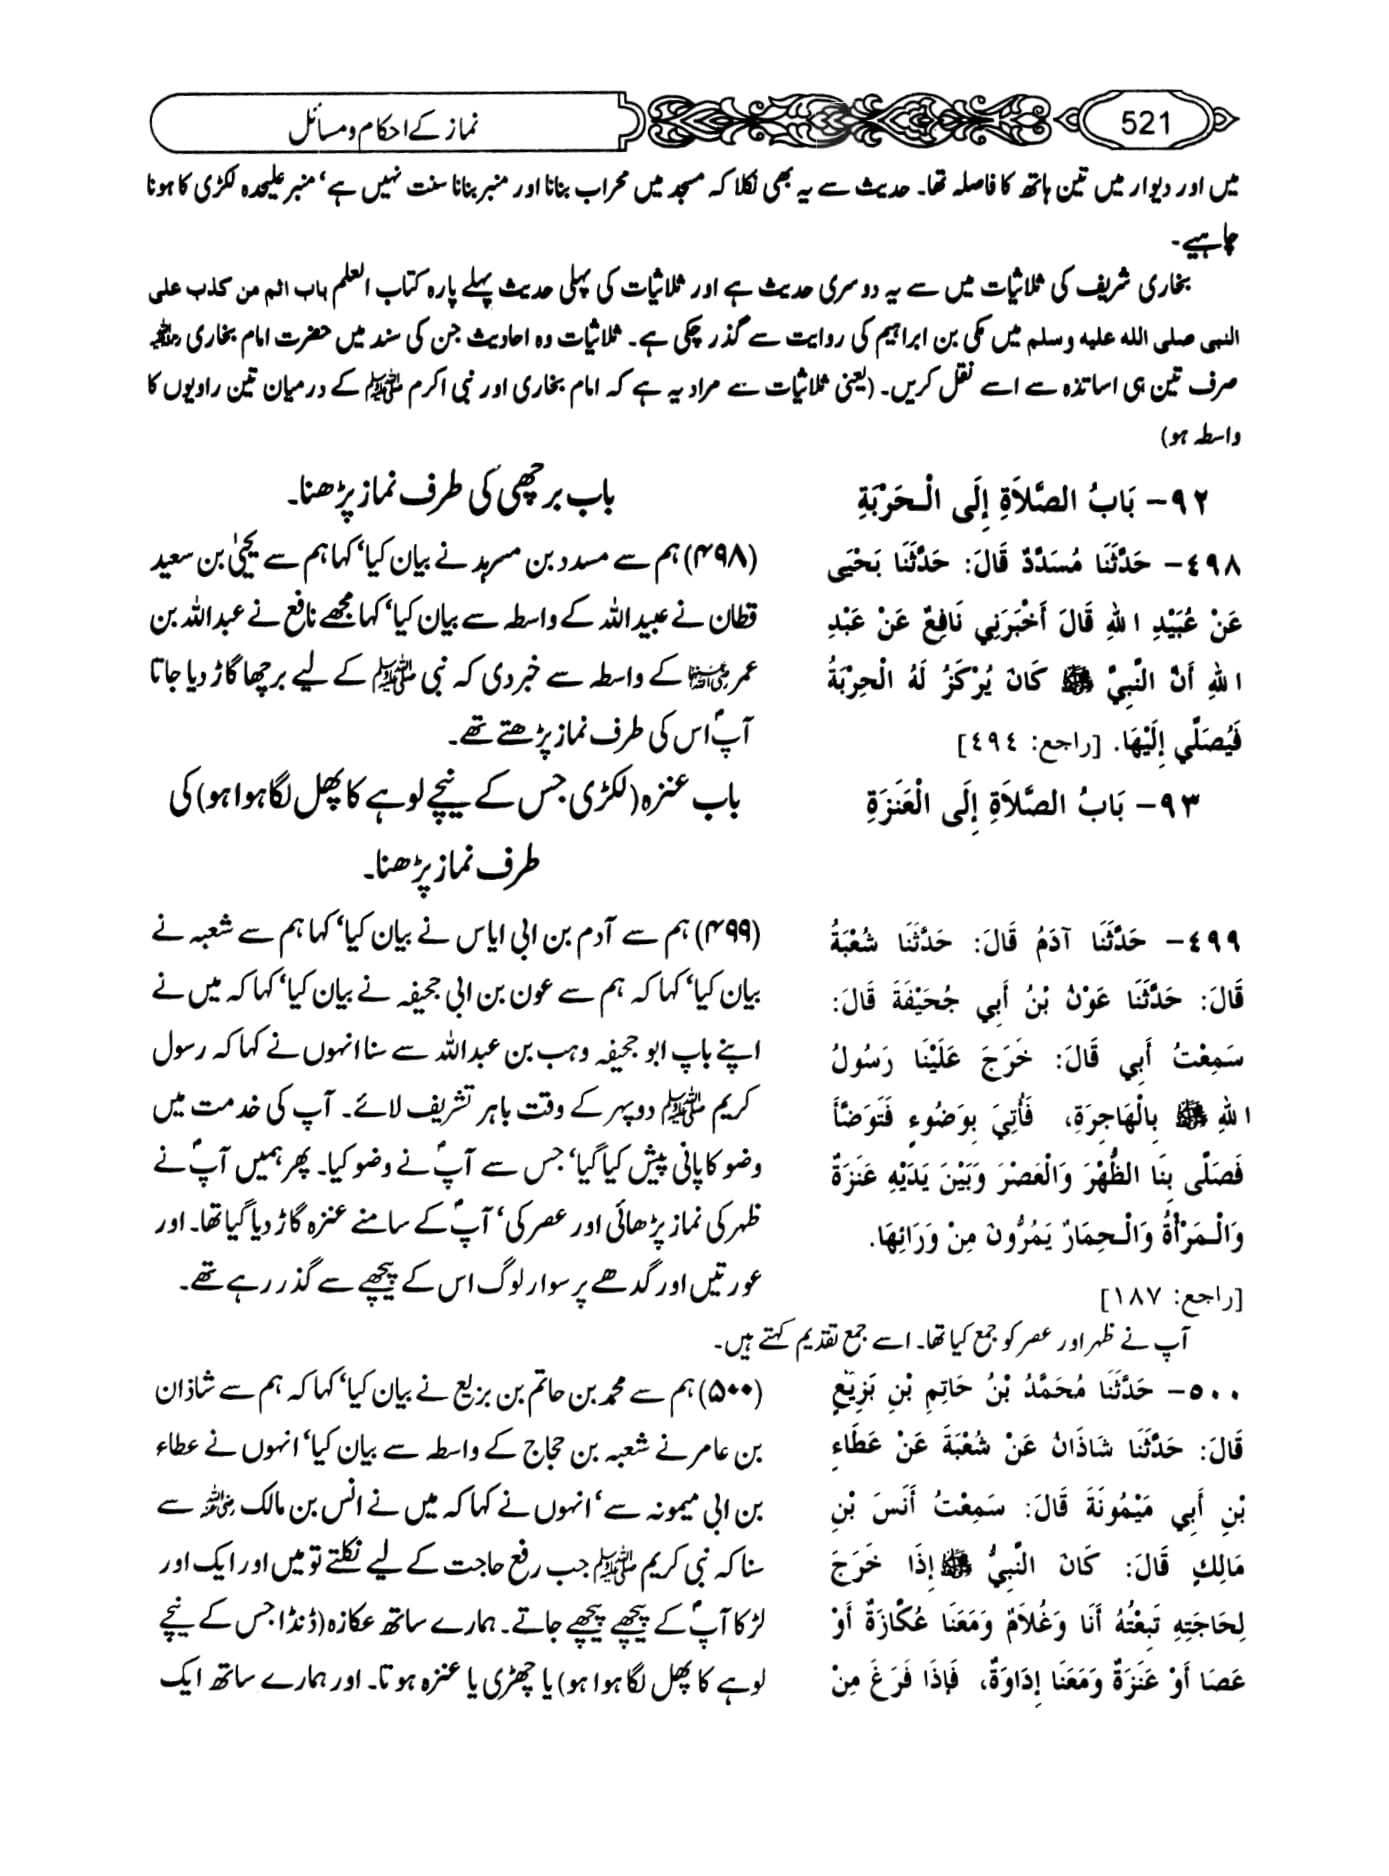 521
نماز کے احکام و مسائل
میں اور دیوار میں تین ہاتھ کا فاصلہ تھا۔ حدیث سے یہ بھی نکلا کہ مسجد میں محراب بنانا اور منبر بنانا سنت نہیں ہے‘ منبر علیحدہ لکڑی کا ہونا
چاہیے۔
بخاری شریف کی ثلاثیات میں سے یہ دوسری حدیث ہے اور ثلاثیات کی پہلی حدیث پہلے پارہ کتاب العلم باب اثم من کذب علی
النبی صلی اللہ علیہ وسلم میں مکی بن ابراہیم کی روایت سے گذر چکی ہے۔ ثلاثیات وہ احادیث جن کی سند میں حضرت امام بخاری رحمہ اللہ
صرف تین ہی اساتذہ سے اسے نقل کریں۔ (یعنی ثلاثیات سے مراد یہ ہے کہ امام بخاری اور نبی اکرم ﷺ کے درمیان تین راویوں کا
واسطہ ہو)
٩٢- بَابُ الصَّلاَةِ إِلَى الْحَرْبَةِ
٤٩٨- حَدَّثَنَا مُسَدَّدٌ قَالَ: حَدَّثَنَا يَحْيَى
عَنْ عُبَيْدِ اللهِ قَالَ أَخْبَرَنِي نَافِعٌ عَنْ عَبْدِ
اللهِ أَنَّ النَّبِيَّ ﷺ كَانَ يُرْكَزُ لَهُ الْحِرْبَةُ
فَيُصَلِّي إِلَيْهَا. [راجع: ٤٩٤]
باب برچھی کی طرف نماز پڑھنا۔
(۴۹۸) ہم سے مسدد بن مسرہد نے بیان کیا‘ کہا ہم سے یحیٰی بن سعید
قطان نے عبیداللہ کے واسطہ سے بیان کیا‘ کہا مجھے نافع نے عبداللہ بن
عمر رضی اللہ عنہما کے واسطہ سے خبر دی کہ نبی ﷺ کے لیے برچھا گاڑ دیا جاتا
آپؐ اس کی طرف نماز پڑھتے تھے۔
٩٣- بَابُ الصَّلاَةِ إِلَى الْعَنَزَةِ
باب عنزہ (لکڑی جس کے نیچے لوہے کا پھل لگا ہوا ہو) کی
طرف نماز پڑھنا۔
٤٩٩- حَدَّثَنَا آدَمُ قَالَ: حَدَّثَنَا شُعْبَةُ
قَالَ: حَدَّثَنَا عَوْنُ بْنُ أَبِي جُحَيْفَةَ قَالَ:
سَمِعْتُ أَبِي قَالَ: خَرَجَ عَلَيْنَا رَسُولُ
اللهِ ﷺ بِالْهَاجِرَةِ، فَأُتِيَ بِوَضُوءٍ فَتَوَضَّأَ
فَصَلَّى بِنَا الظُّهْرَ وَالْعَصْرَ وَبَيْنَ يَدَيْهِ عَنَزَةٌ
وَالْمَرْأَةُ وَالْحِمَارُ يَمُرُّونَ مِنْ وَرَائِهَا.
[راجع: ١٨٧]
(۴۹۹) ہم سے آدم بن ابی ایاس نے بیان کیا‘ کہا ہم سے شعبہ نے
بیان کیا‘ کہا کہ ہم سے عون بن ابی جحیفہ نے بیان کیا‘ کہا کہ میں نے
اپنے باپ ابو جحیفہ وہب بن عبداللہ سے سنا انہوں نے کہا کہ رسول
کریم ﷺ دوپہر کے وقت باہر تشریف لائے۔ آپ کی خدمت میں
وضو کا پانی پیش کیا گیا‘ جس سے آپؐ نے وضو کیا۔ پھر ہمیں آپؐ نے
ظہر کی نماز پڑھائی اور عصر کی‘ آپؐ کے سامنے عنزہ گاڑ دیا گیا تھا۔ اور
عورتیں اور گدھے پر سوار لوگ اس کے پیچھے سے گذر رہے تھے۔
آپ نے ظہر اور عصر کو جمع کیا تھا۔ اسے جمع تقدیم کہتے ہیں۔
٥٠٠- حَدَّثَنَا مُحَمَّدُ بْنُ حَاتِمِ بْنِ بَزِيْعٍ
قَالَ: حَدَّثَنَا شَاذَانُ عَنْ شُعْبَةَ عَنْ عَطَاءِ
بْنِ أَبِي مَيْمُونَةَ قَالَ: سَمِعْتُ أَنَسَ بْنِ
مَالِكٍ قَالَ: كَانَ النَّبِيُّ ﷺ إِذَا خَرَجَ
لِحَاجَتِهِ تَبِعْتُهُ أَنَا وَغُلاَمٌ وَمَعَنَا عُكَّازَةٌ أَوْ
عَصَا أَوْ عَنَزَةٌ وَمَعَنَا إِدَاوَةٌ، فَإِذَا فَرَغَ مِنْ
(۵۰۰) ہم سے محمد بن حاتم بن بزیع نے بیان کیا‘ کہا کہ ہم سے شاذان
بن عامر نے شعبہ بن حجاج کے واسطہ سے بیان کیا‘ انہوں نے عطاء
بن ابی میمونہ سے‘ انہوں نے کہا کہ میں نے انس بن مالک رضی اللہ عنہ سے
سنا کہ نبی کریم ﷺ جب رفع حاجت کے لیے نکلتے تو میں اور ایک اور
لڑکا آپؐ کے پیچھے پیچھے جاتے۔ ہمارے ساتھ عکازہ (ڈنڈا جس کے نیچے
لوہے کا پھل لگا ہوا ہو) یا چھڑی یا عنزہ ہوتا۔ اور ہمارے ساتھ ایک